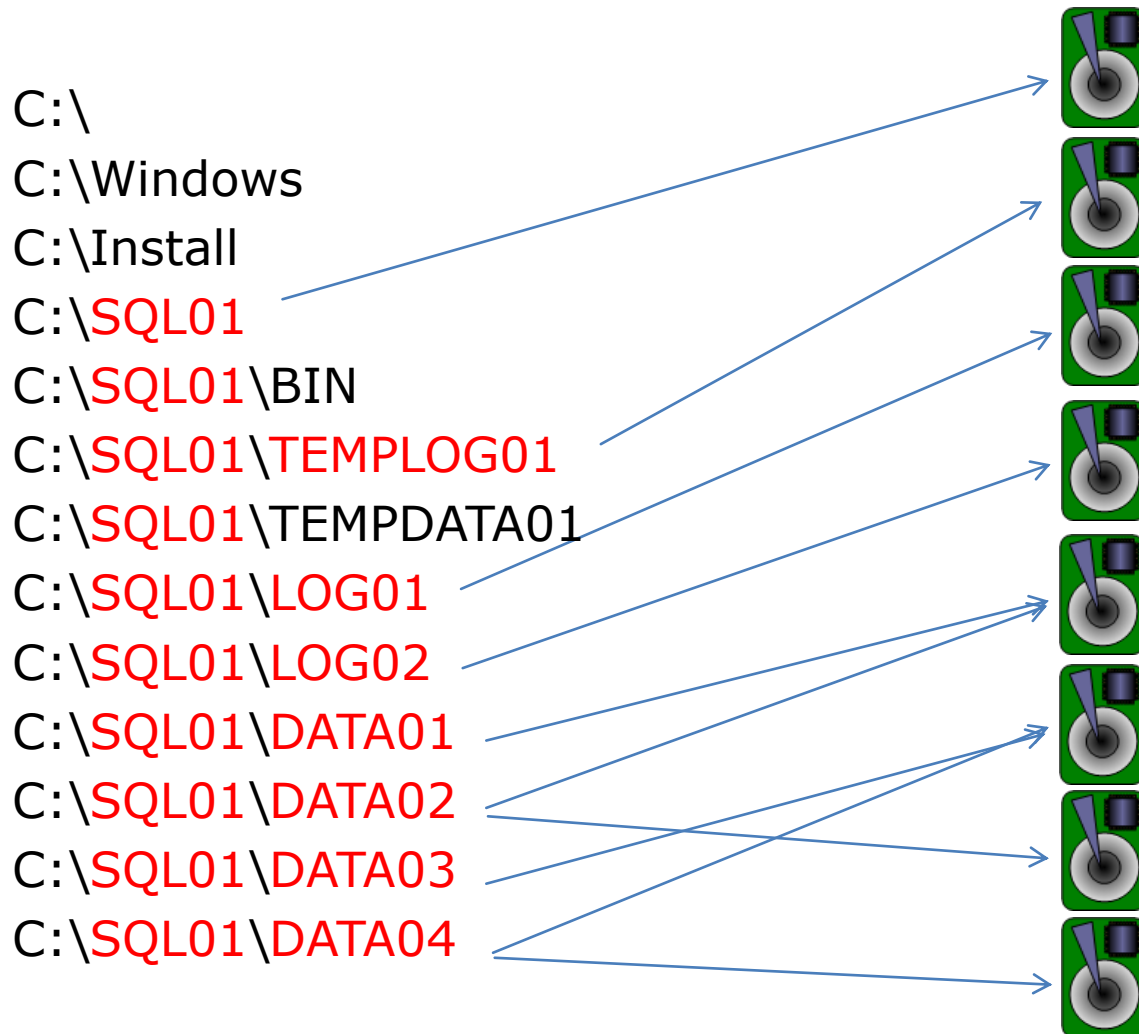 C:\
C:\Windows
C:\Install
C:\SQL01
C:\SQL01\BIN
C:\SQL01\TEMPLOG01
C:\SQL01\TEMPDATA01
C:\SQL01\LOG01
C:\SQL01\LOG02
C:\SQL01\DATA01
C:\SQL01\DATA02
C:\SQL01\DATA03
C:\SQL01\DATA04